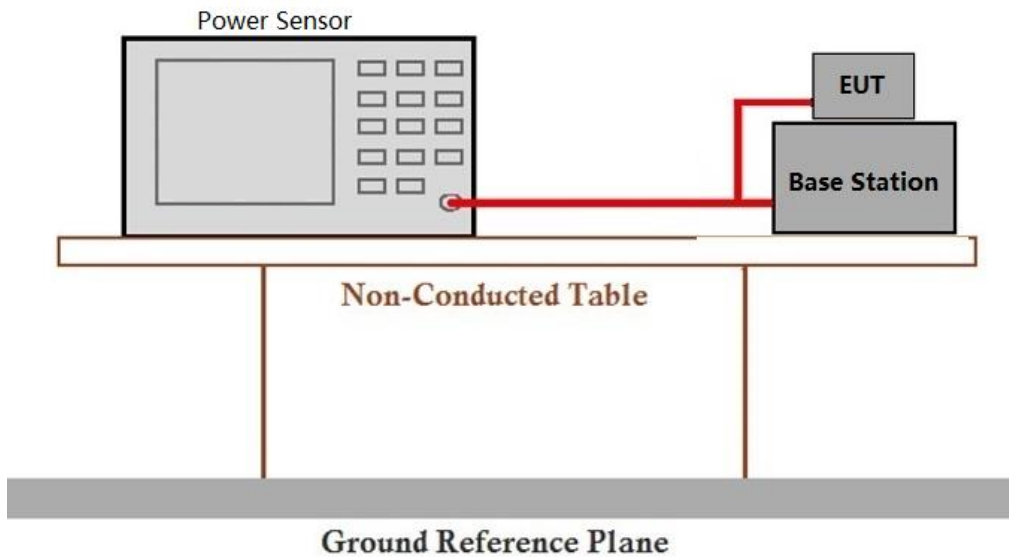 Power Sensor
EUT
Base Station
Non-Conducted Table
Ground Reference Plane